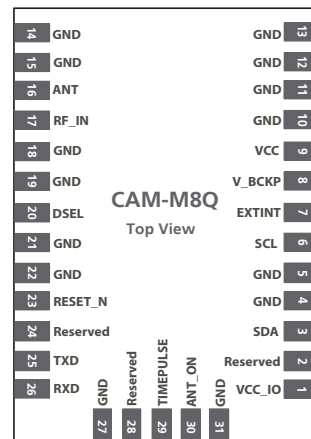 14 GND
15 GND
16 ANT
17 RF_IN
18 GND
19 GND
20 DSEL
21 GND
22 GND
23 RESET_N
24 Reserved
25 TXD
26 RXD
CAM-M8Q
Top View
GND 13
GND 12
GND 11
GND 10
VCC 9
V_BCKP 8
EXTINT 7
SCL 6
GND 5
GND 4
SDA 3
Reserved 2
VCC_IO 1
GND 27
Reserved 28
TIMEPULSE 29
ANT_ON 30
GND 31